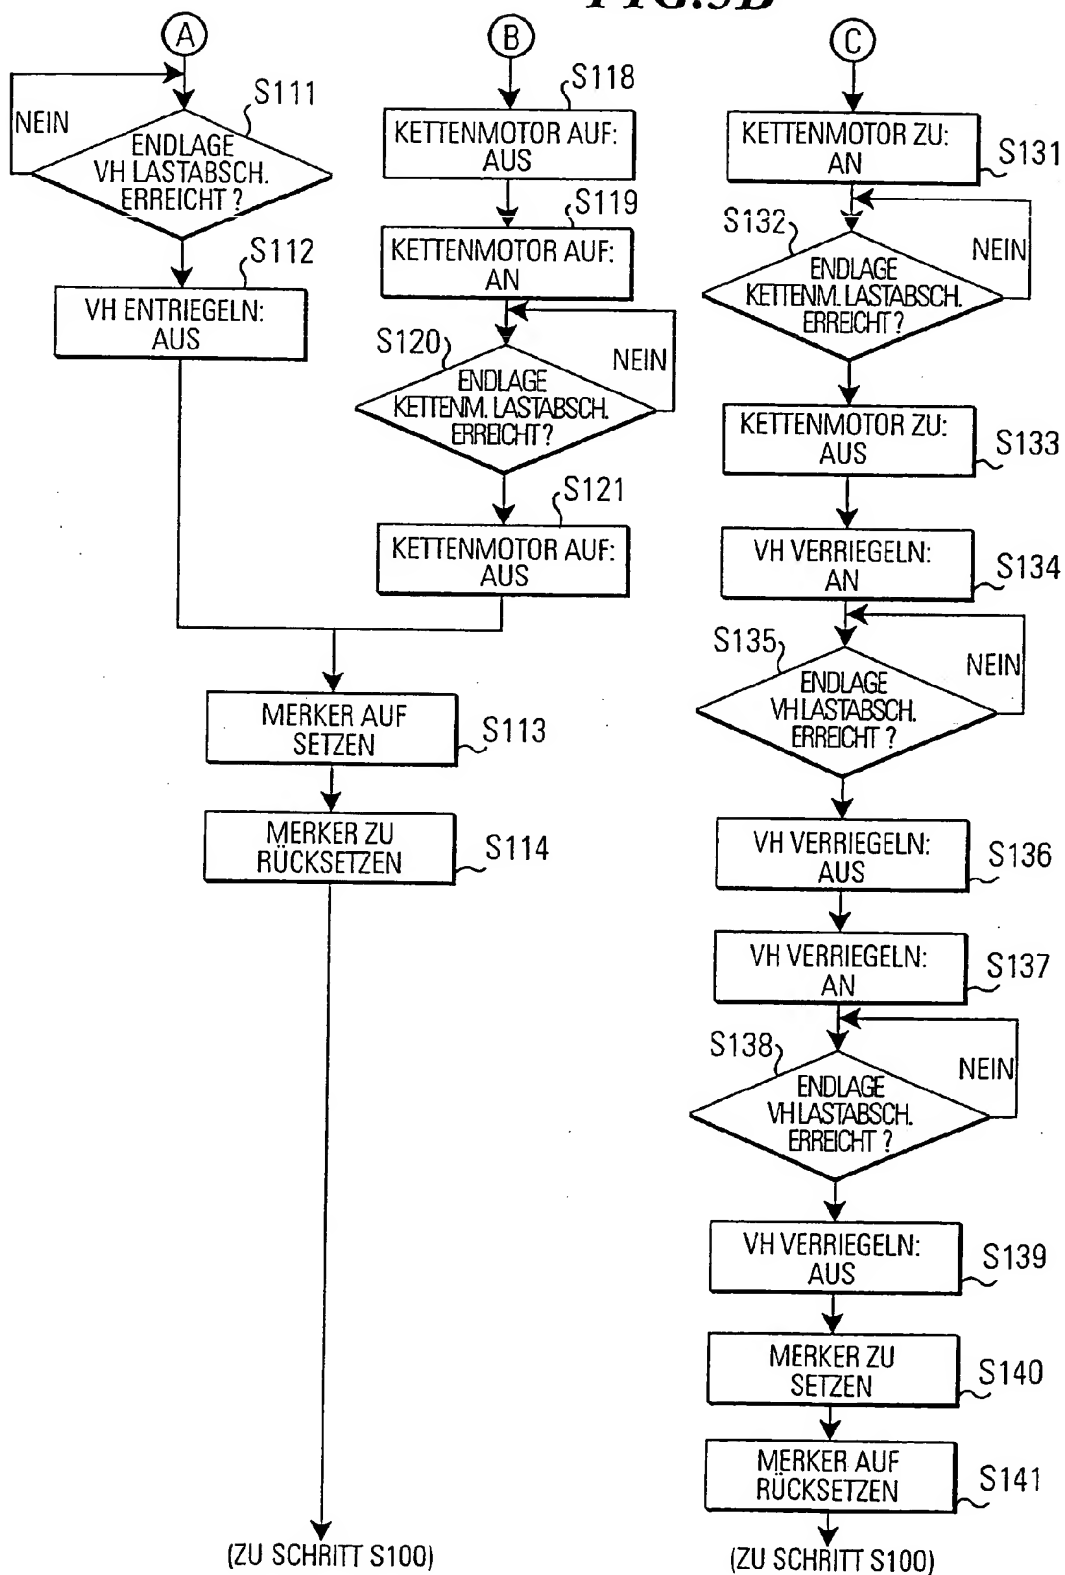 FIG.3B
A
NEIN
S111
ENDLAGE
VH LASTABSCH.
ERREICHT ?
S112
VH ENTRIEGELN:
AUS
B
S118
KETTENMOTOR AUF:
AUS
S119
KETTENMOTOR AUF:
AN
S120
NEIN
ENDLAGE
KETTENM. LASTABSCH.
ERREICHT ?
S121
KETTENMOTOR AUF:
AUS
MERKER AUF
SETZEN
S113
MERKER ZU
RÜCKSETZEN
S114
(ZU SCHRITT S100)
C
KETTENMOTOR ZU:
AN
S131
S132
NEIN
ENDLAGE
KETTENM. LASTABSCH.
ERREICHT ?
KETTENMOTOR ZU:
AUS
S133
VH VERRIEGELN:
AN
S134
S135
NEIN
ENDLAGE
VH LASTABSCH.
ERREICHT ?
VH VERRIEGELN:
AUS
S136
VH VERRIEGELN:
AN
S137
S138
NEIN
ENDLAGE
VH LASTABSCH.
ERREICHT ?
VH VERRIEGELN:
AUS
S139
MERKER ZU
SETZEN
S140
MERKER AUF
RÜCKSETZEN
S141
(ZU SCHRITT S100)